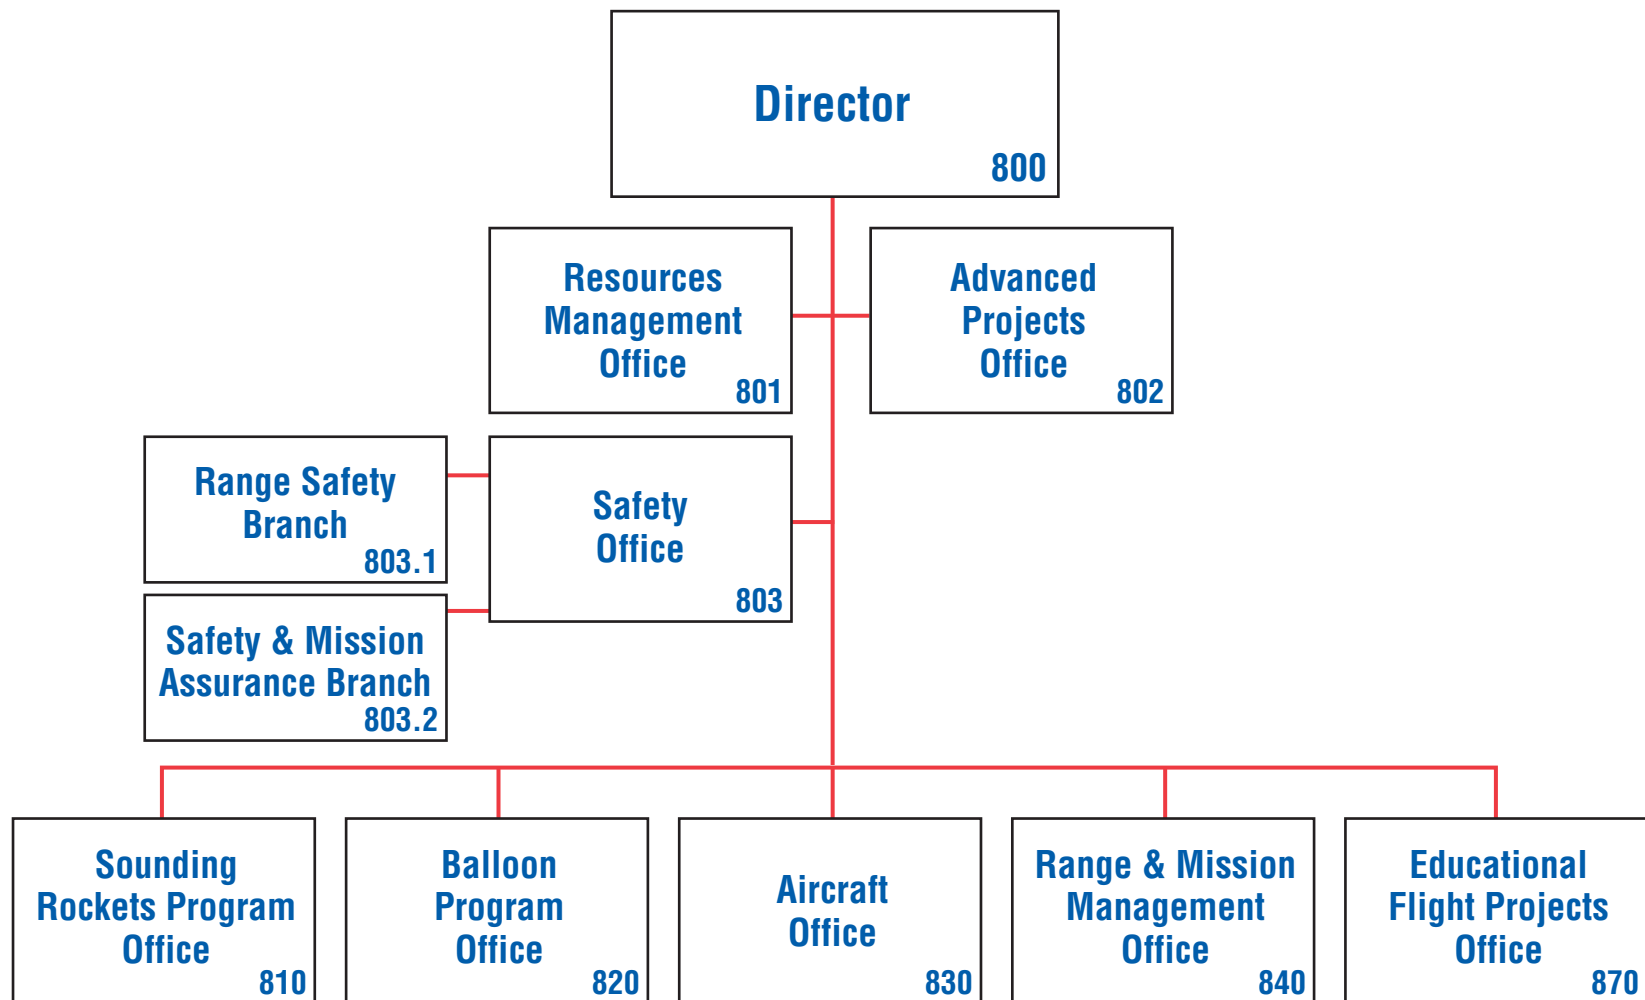 Director
800
Resources
Management
Office
801
Advanced
Projects
Office
802
Range Safety
Branch
803.1
Safety
Office
803
Safety & Mission
Assurance Branch
803.2
Sounding
Rockets Program
Office
810
Balloon
Program
Office
820
Aircraft
Office
830
Range & Mission
Management
Office
840
Educational
Flight Projects
Office
870